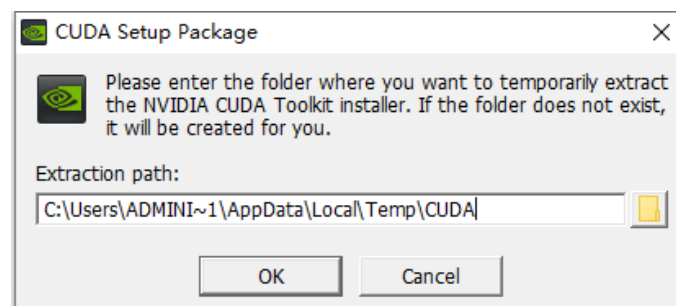 CUDA Setup Package
Please enter the folder where you want to temporarily extract
the NVIDIA CUDA Toolkit installer. If the folder does not exist,
it will be created for you.
Extraction path:
C:\Users\ADMINI~1\AppData\Local\Temp\CUDA
OK
Cancel